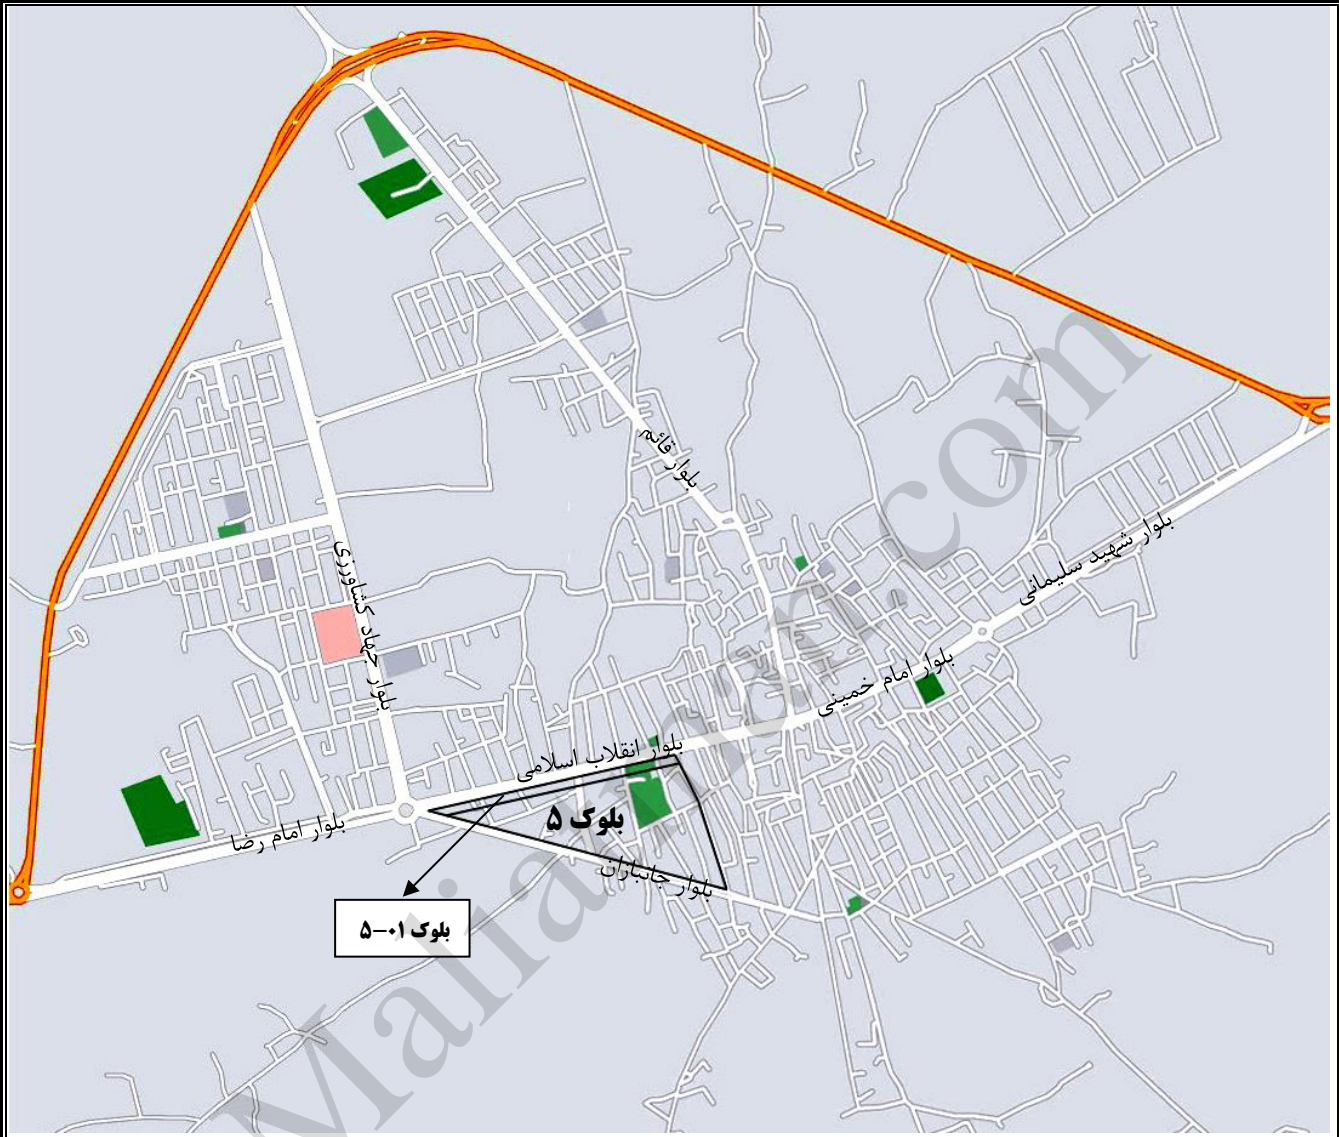 بلوار قائم
بلوار شهید سلیمانی
بلوار جهاد کشاورزی
بلوار امام خمینی
بلوار انقلاب اسلامی
بلوک ۵
بلوار امام رضا
بلوار جانبازان
بلوک ۰۱-۵
Maliaman.com